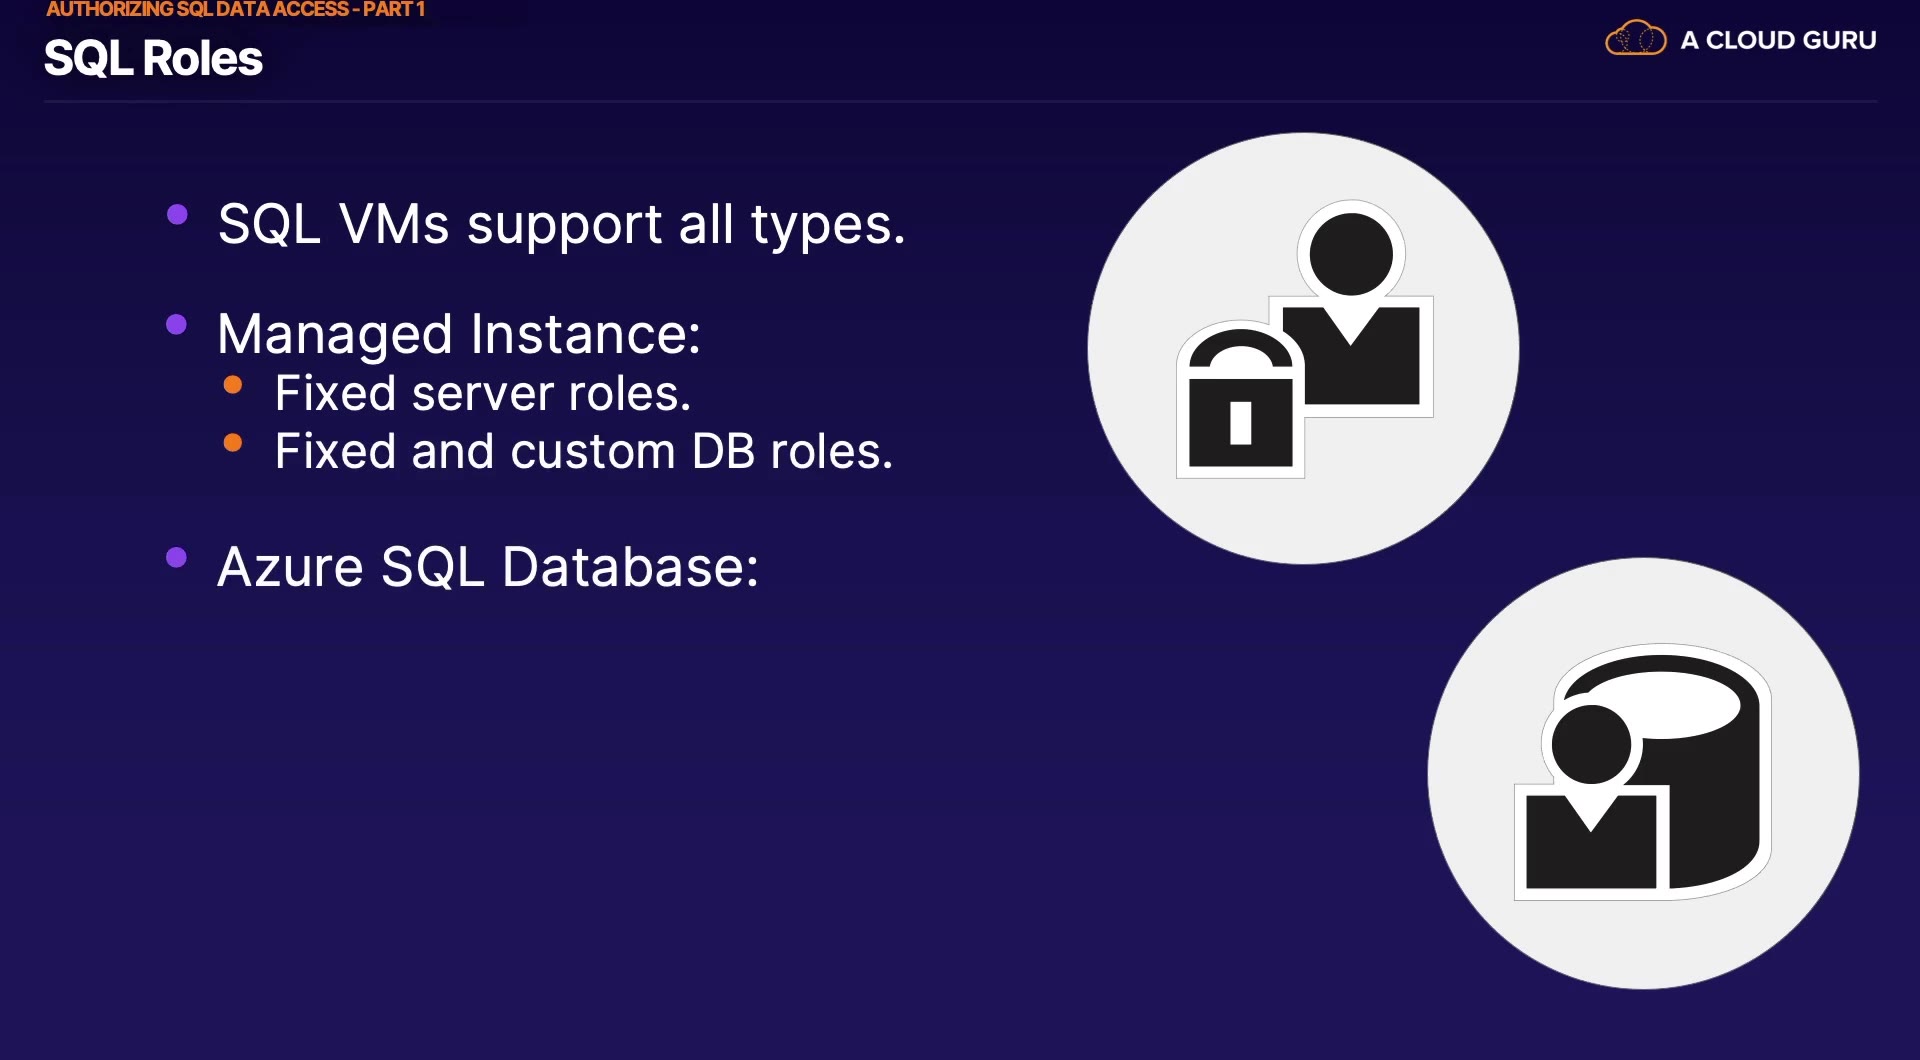 AUTHORIZING SQL DATA ACCESS - PART 1
SQL Roles
A CLOUD GURU
SQL VMs support all types.
Managed Instance:
Fixed server roles.
Fixed and custom DB roles.
Azure SQL Database: